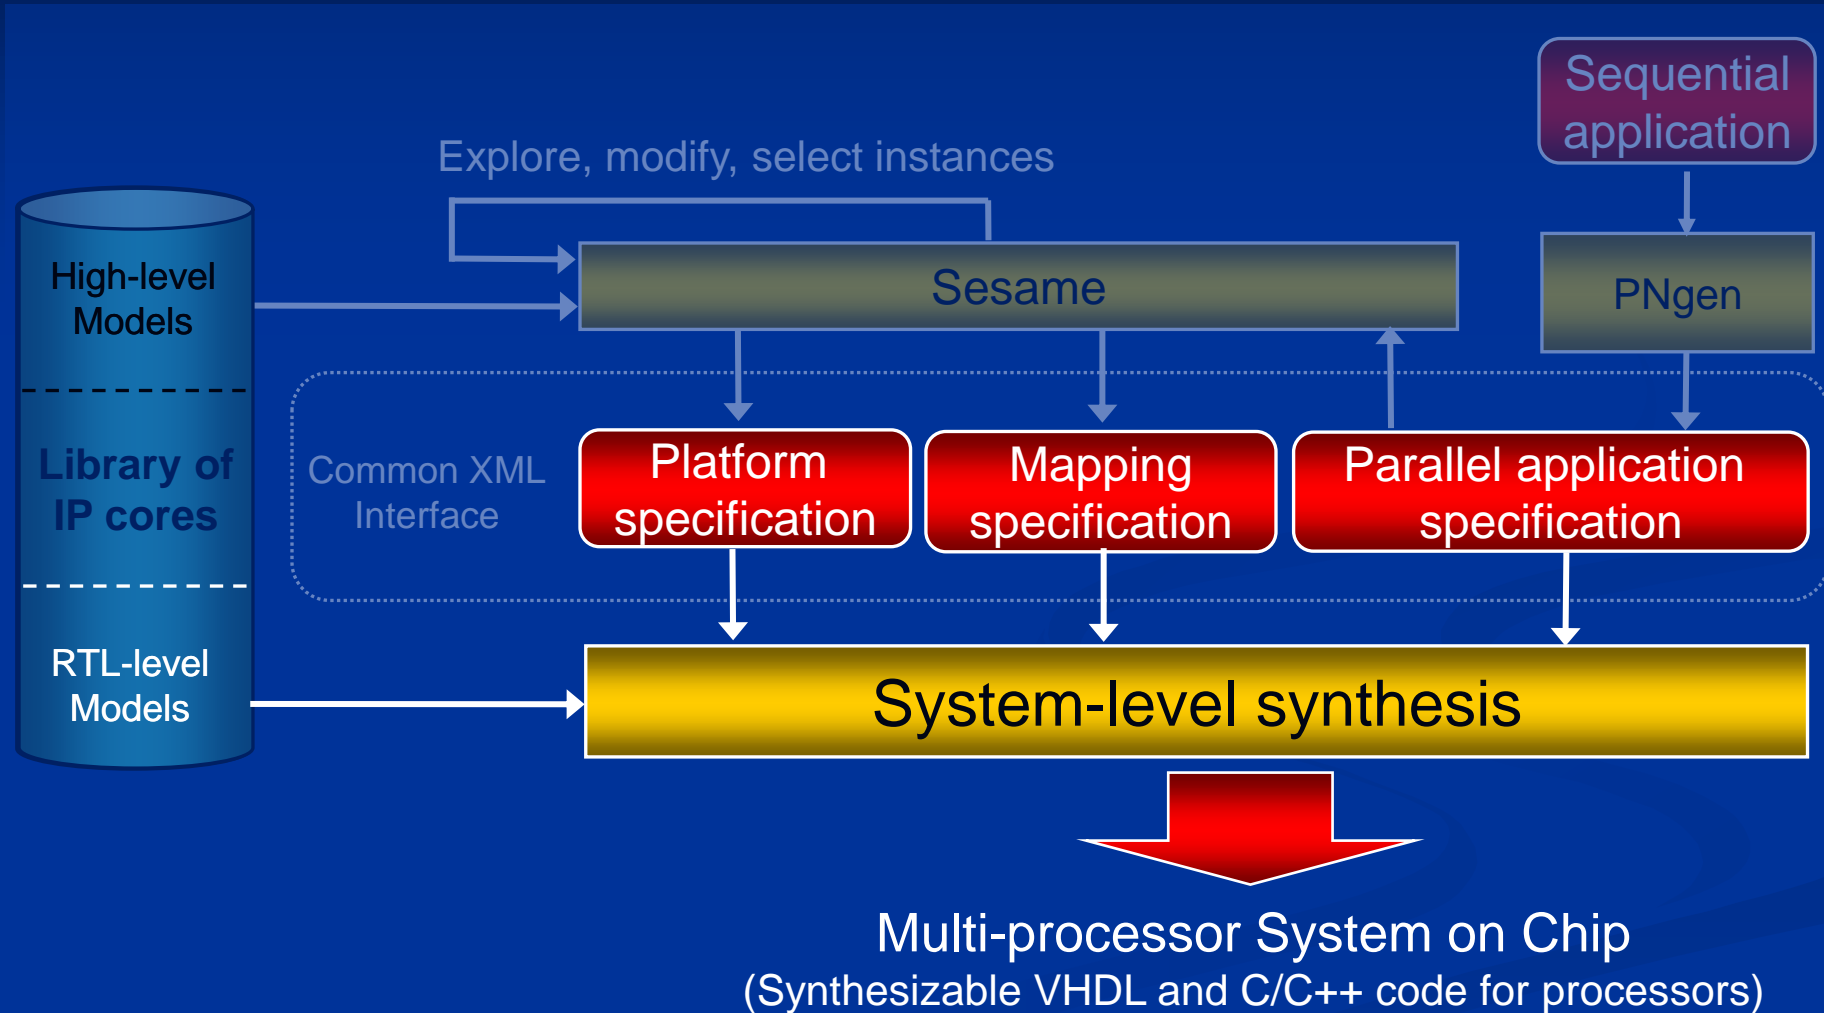 Sequential
application
Explore, modify, select instances
High-level
Models
Sesame
PNgen
Library of
IP cores
Common XML
Interface
Platform
specification
Mapping
specification
Parallel application
specification
RTL-level
Models
System-level synthesis
Multi-processor System on Chip
(Synthesizable VHDL and C/C++ code for processors)